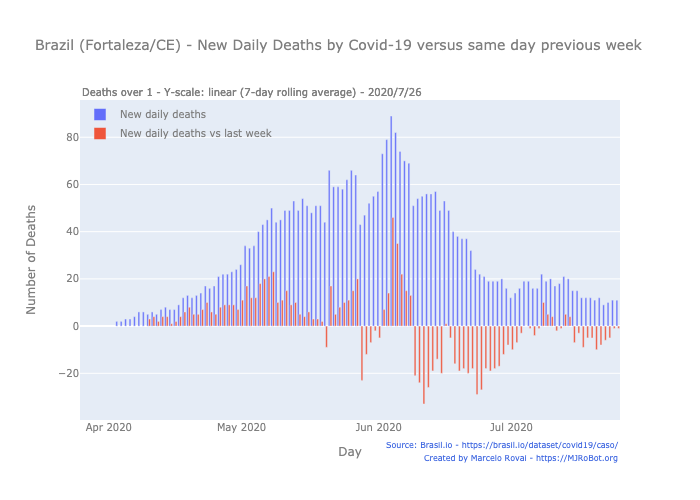 Brazil (Fortaleza/CE) - New Daily Deaths by Covid-19 versus same day previous week
Deaths over 1 - Y-scale: linear (7-day rolling average) - 2020/7/26
New daily deaths
New daily deaths vs last week
80
60
40
20
0
−20
Number of Deaths
Apr 2020
May 2020
Jun 2020
Jul 2020
Day
Source: Brasil.io - https://brasil.io/dataset/covid19/caso/
Created by Marcelo Rovai - https://MJRoBot.org